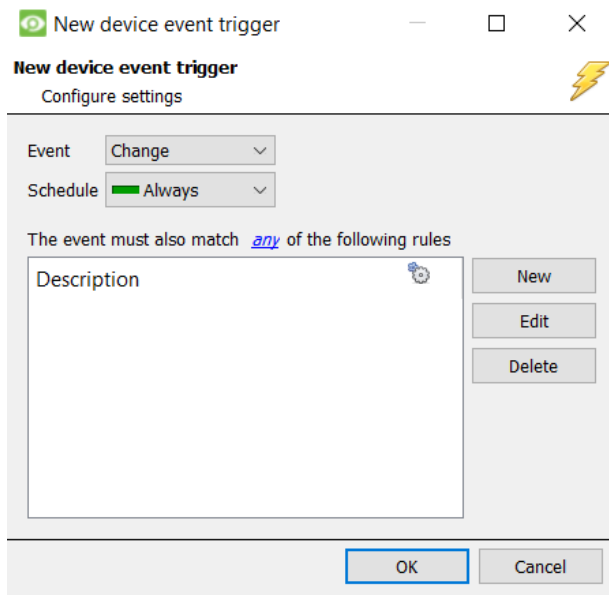 New device event trigger
New device event trigger
Configure settings
Event Change
Schedule Always
The event must also match any of the following rules
Description
New
Edit
Delete
OK Cancel